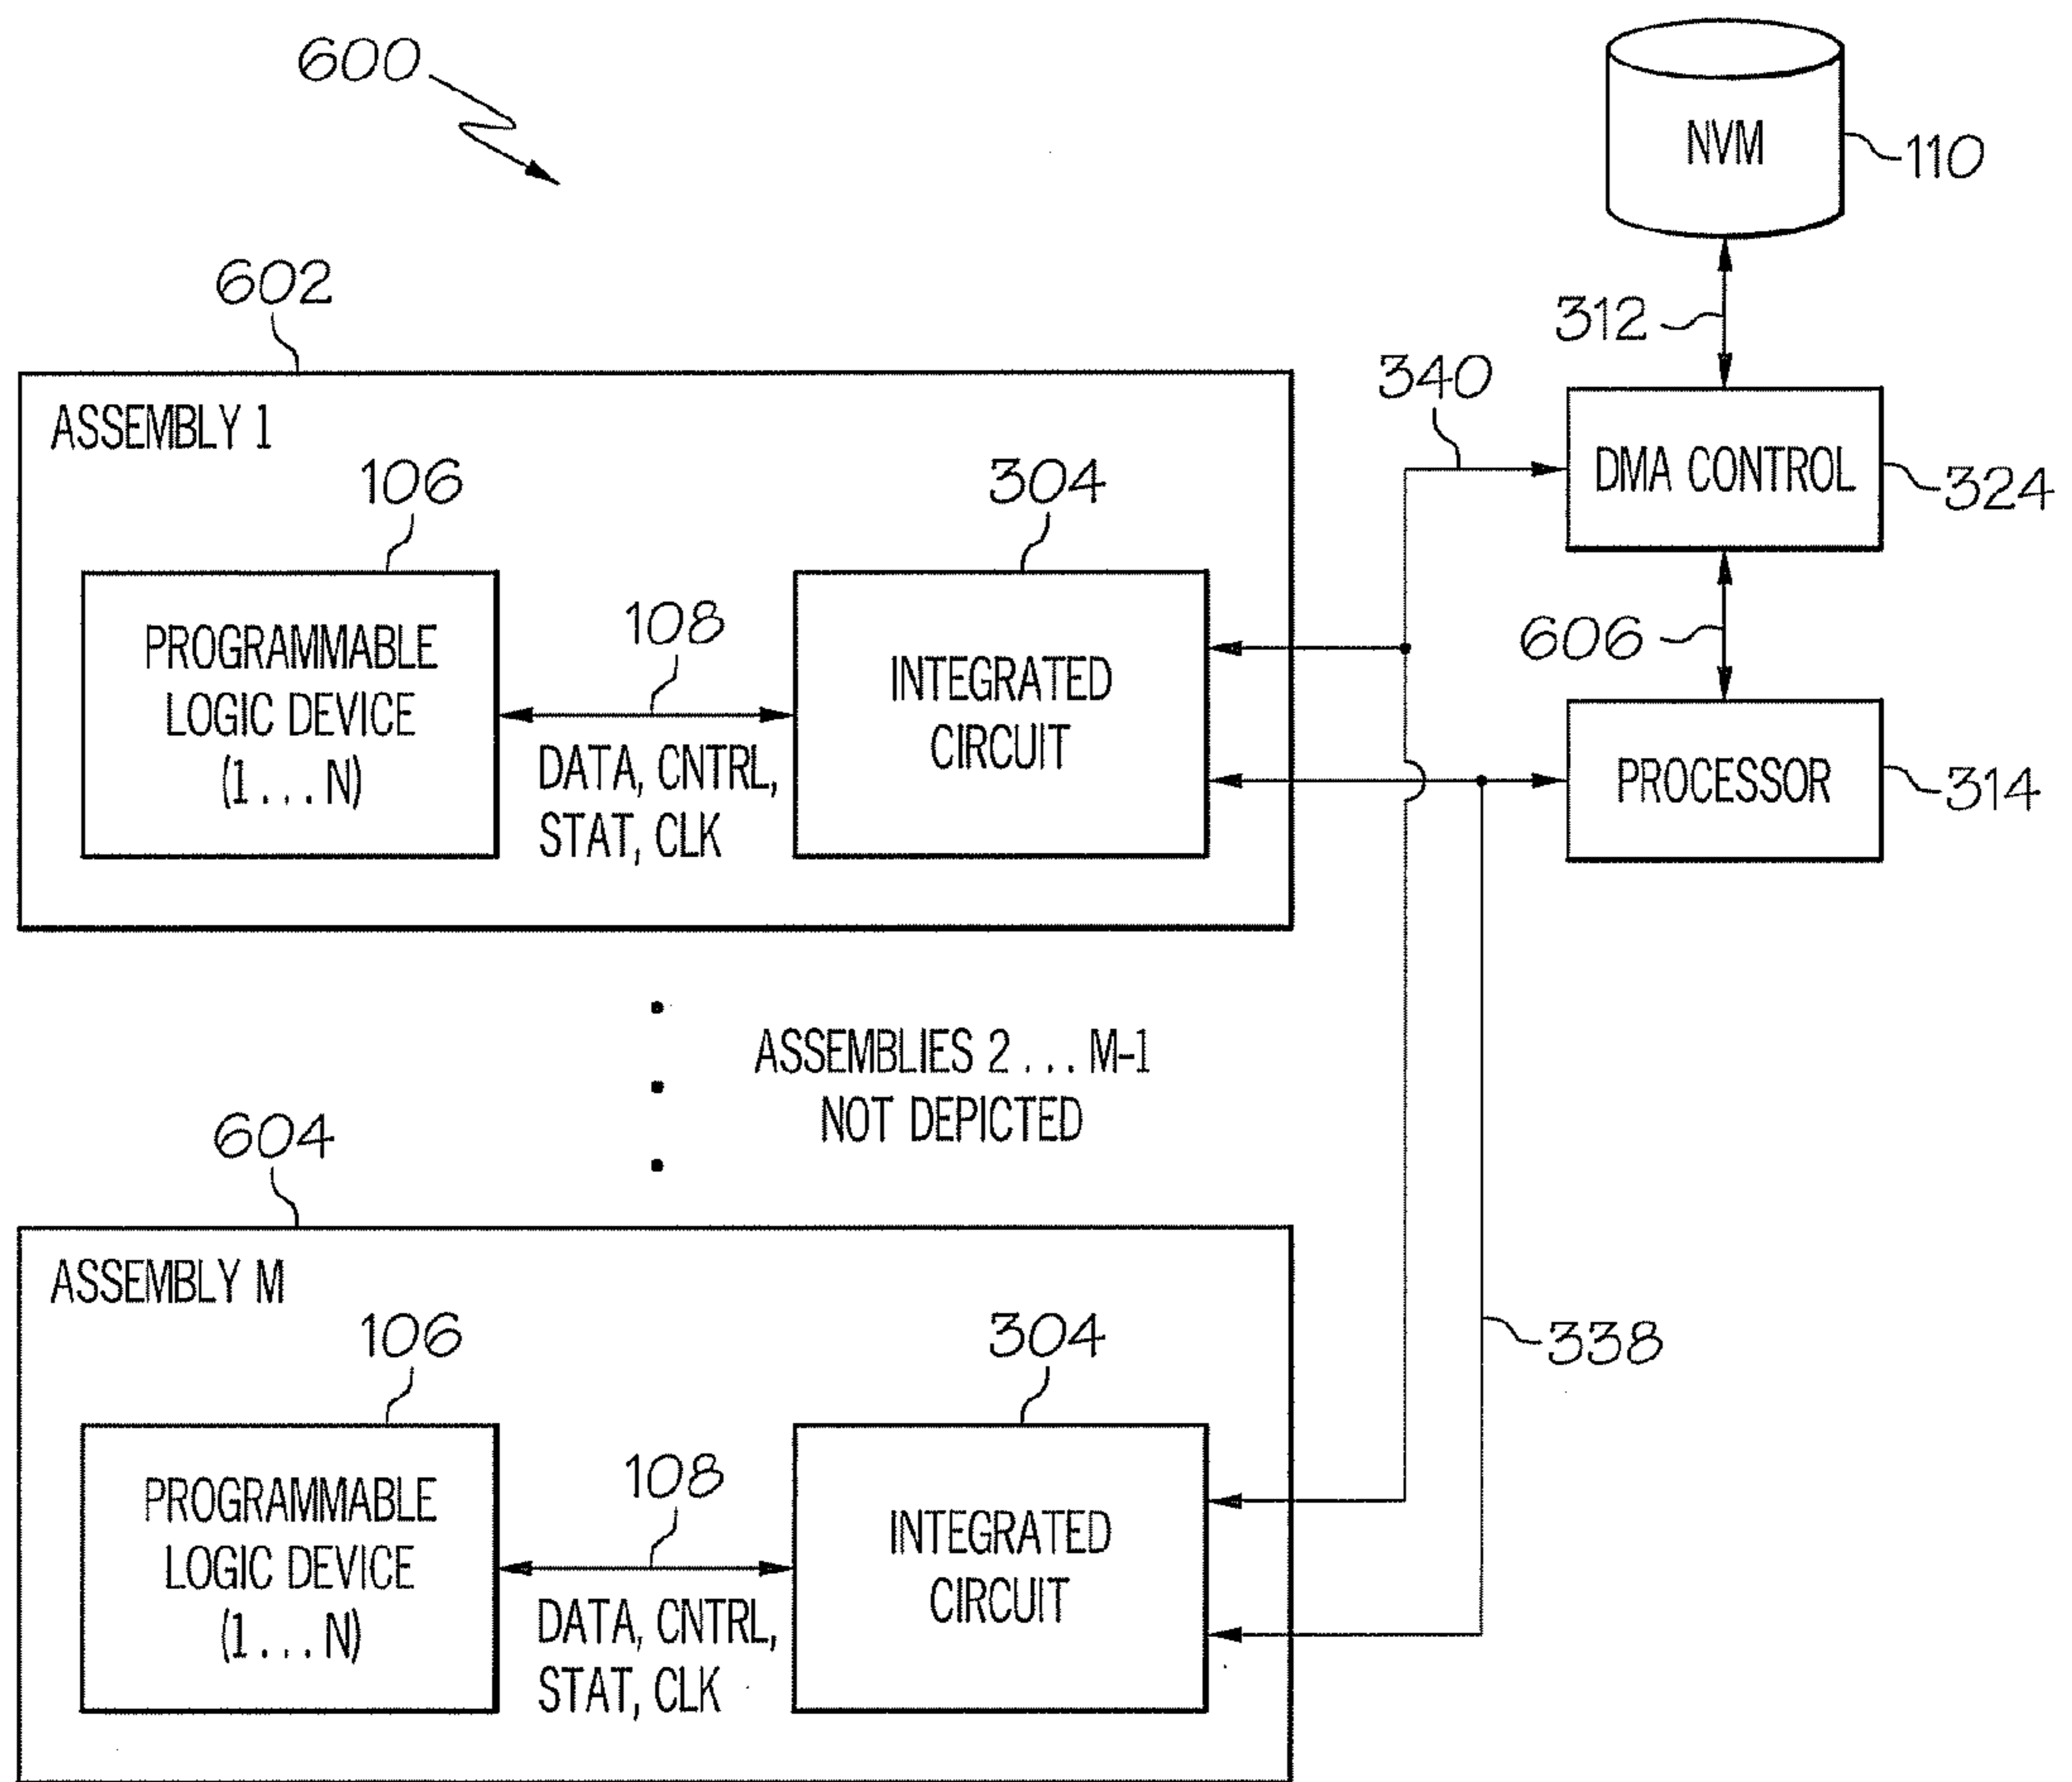 600
NVM
110
602
312
340
ASSEMBLY 1
DMA CONTROL
324
106
304
108
606
PROGRAMMABLE
LOGIC DEVICE
(1 . . . N)
INTEGRATED
CIRCUIT
DATA, CNTRL,
STAT, CLK
PROCESSOR
314
ASSEMBLIES 2 . . . M-1
NOT DEPICTED
604
ASSEMBLY M
106
304
338
108
PROGRAMMABLE
LOGIC DEVICE
(1 . . . N)
INTEGRATED
CIRCUIT
DATA, CNTRL,
STAT, CLK